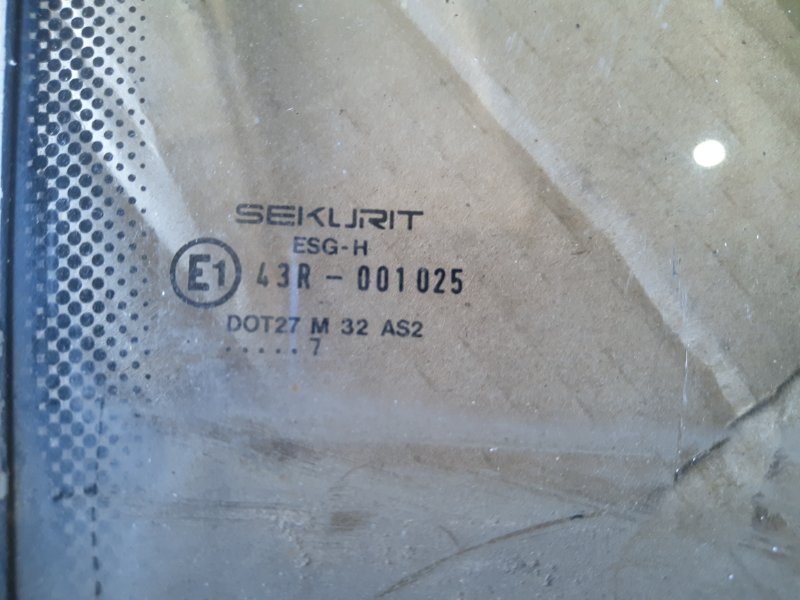 SEKURIT
ESG-H
E1 43R - 001025
DOT27 M 32 AS2
.....7